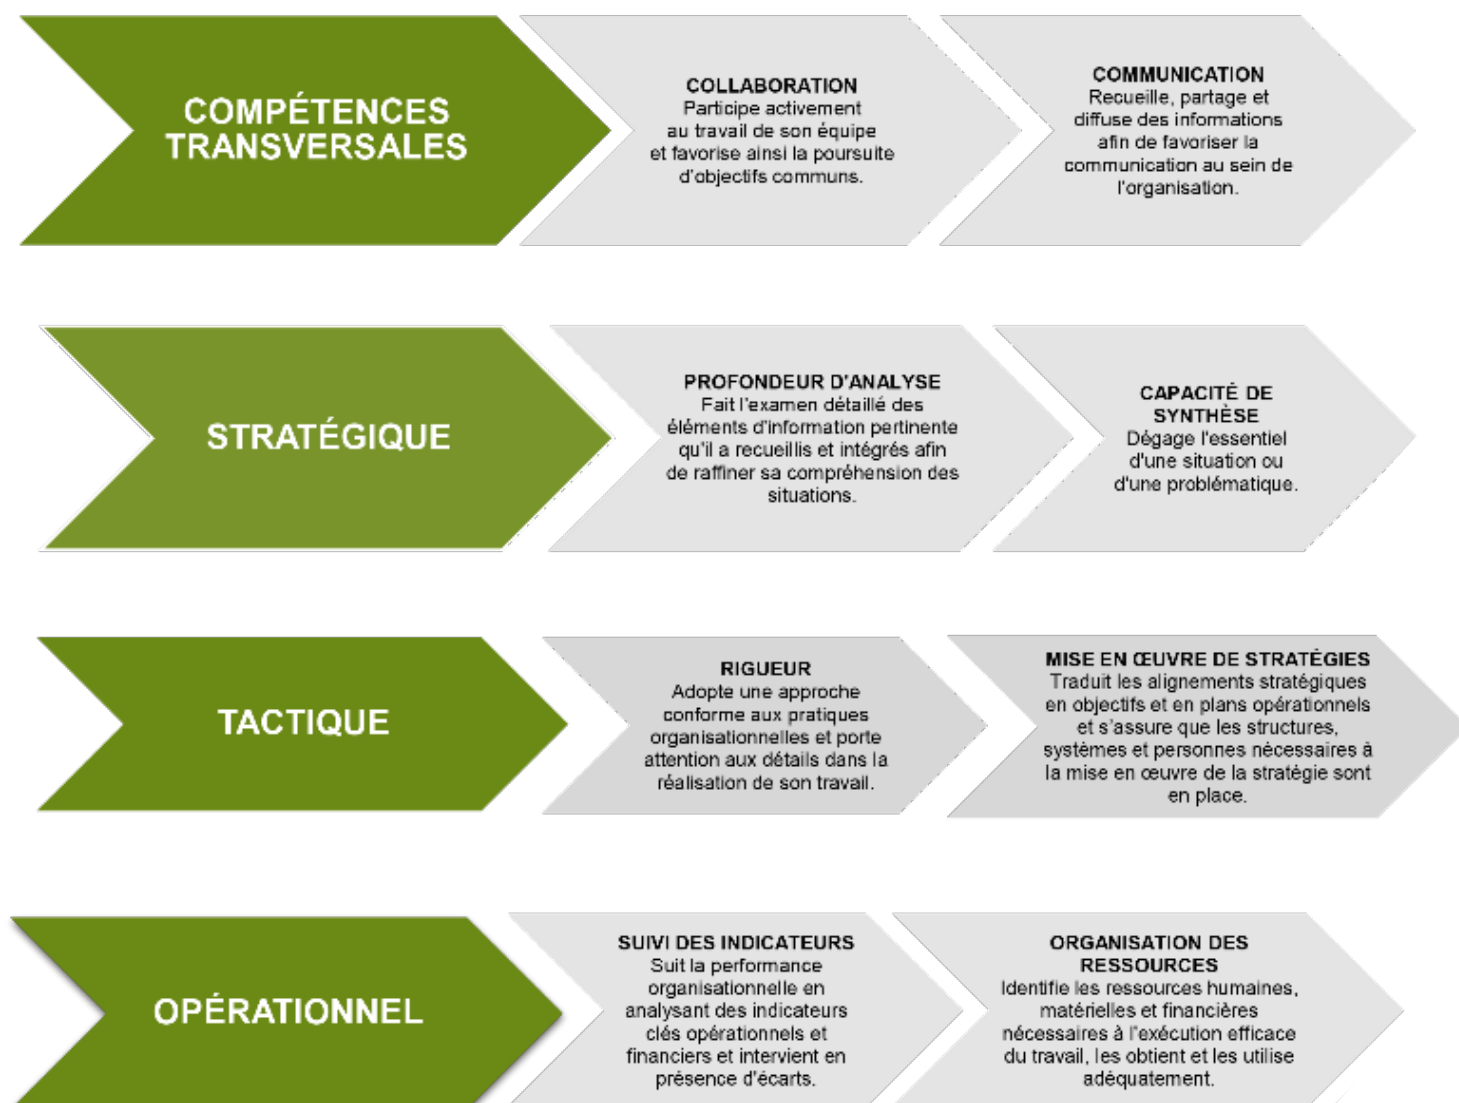 COMPÉTENCES
TRANSVERSALES
COLLABORATION
Participe activement
au travail de son équipe
et favorise ainsi la poursuite
d'objectifs communs.
COMMUNICATION
Recueille, partage et
diffuse des informations
afin de favoriser la
communication au sein de
l'organisation.
STRATÉGIQUE
PROFONDEUR D'ANALYSE
Fait l'examen détaillé des
éléments d'information pertinente
qu'il a recueillis et intégrés afin
de raffiner sa compréhension des
situations.
CAPACITÉ DE
SYNTHÈSE
Dégage l'essentiel
d'une situation ou
d'une problématique.
TACTIQUE
RIGUEUR
Adopte une approche
conforme aux pratiques
organisationnelles et porte
attention aux détails dans la
réalisation de son travail.
MISE EN ŒUVRE DE STRATÉGIES
Traduit les alignements stratégiques
en objectifs et en plans opérationnels
et s'assure que les structures,
systèmes et personnes nécessaires à
la mise en œuvre de la stratégie sont
en place.
OPÉRATIONNEL
SUIVI DES INDICATEURS
Suit la performance
organisationnelle en
analysant des indicateurs
clés opérationnels et
financiers et intervient en
présence d'écarts.
ORGANISATION DES
RESSOURCES
Identifie les ressources humaines,
matérielles et financières
nécessaires à l'exécution efficace
du travail, les obtient et les utilise
adéquatement.